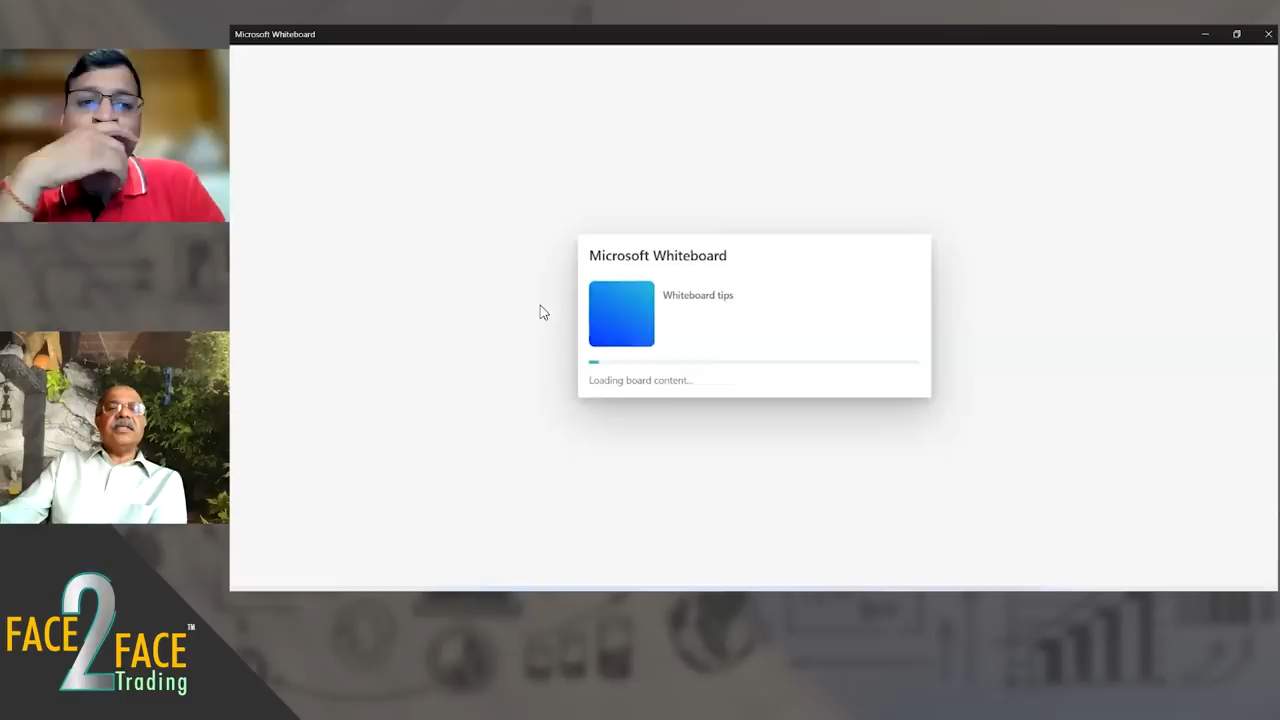 Microsoft Whiteboard
Microsoft Whiteboard
Whiteboard tips
Loading board content...
FACE 2 FACE™
Trading